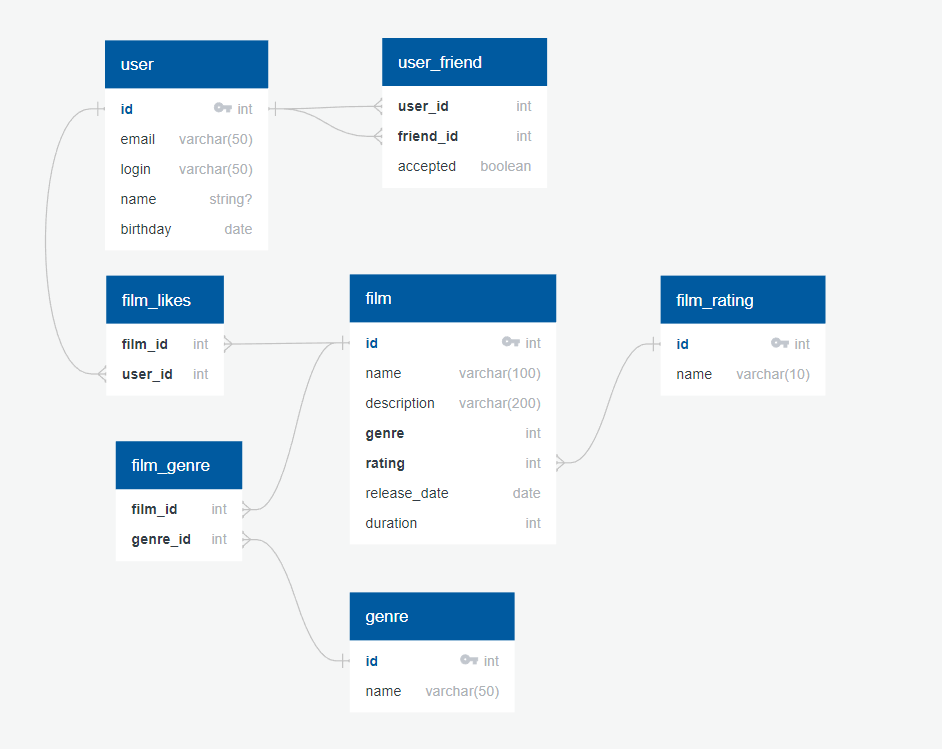 user
id int
email varchar(50)
login varchar(50)
name string?
birthday date
user_friend
user_id int
friend_id int
accepted boolean
film_likes
film_id int
user_id int
film
id int
name varchar(100)
description varchar(200)
genre int
rating int
release_date date
duration int
film_rating
id int
name varchar(10)
film_genre
film_id int
genre_id int
genre
id int
name varchar(50)